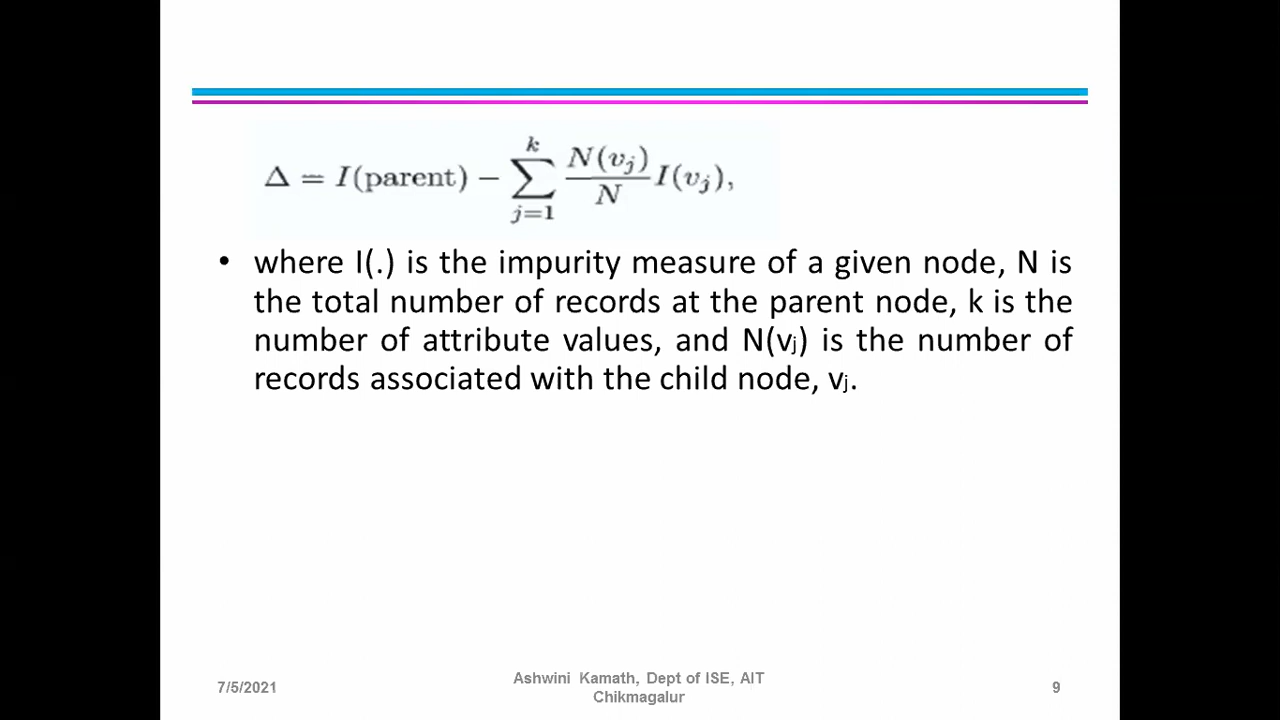 Δ = I(parent) − ∑_{j=1}^{k} \frac{N(v_j)}{N} I(v_j),
• where I(.) is the impurity measure of a given node, N is
the total number of records at the parent node, k is the
number of attribute values, and N(vj) is the number of
records associated with the child node, vj.
7/5/2021
Ashwini Kamath, Dept of ISE, AIT
Chikmagalur
9